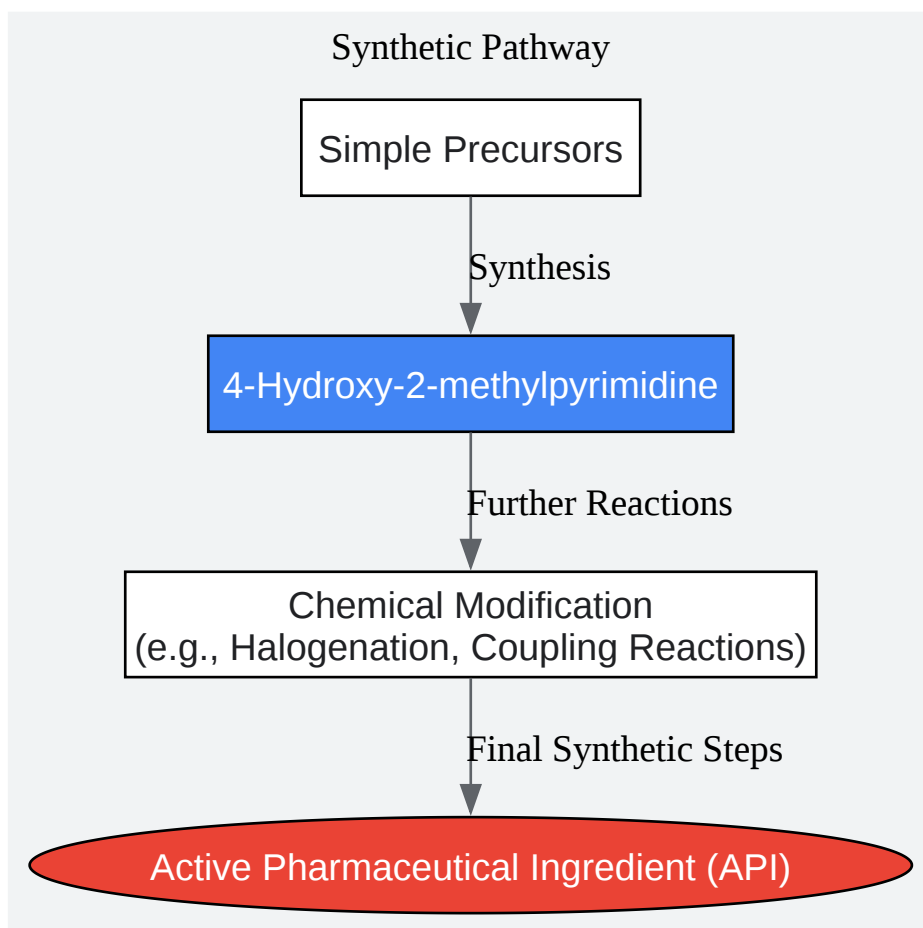 Synthetic Pathway
Simple Precursors
Synthesis
4-Hydroxy-2-methylpyrimidine
Further Reactions
Chemical Modification
(e.g., Halogenation, Coupling Reactions)
Final Synthetic Steps
Active Pharmaceutical Ingredient (API)